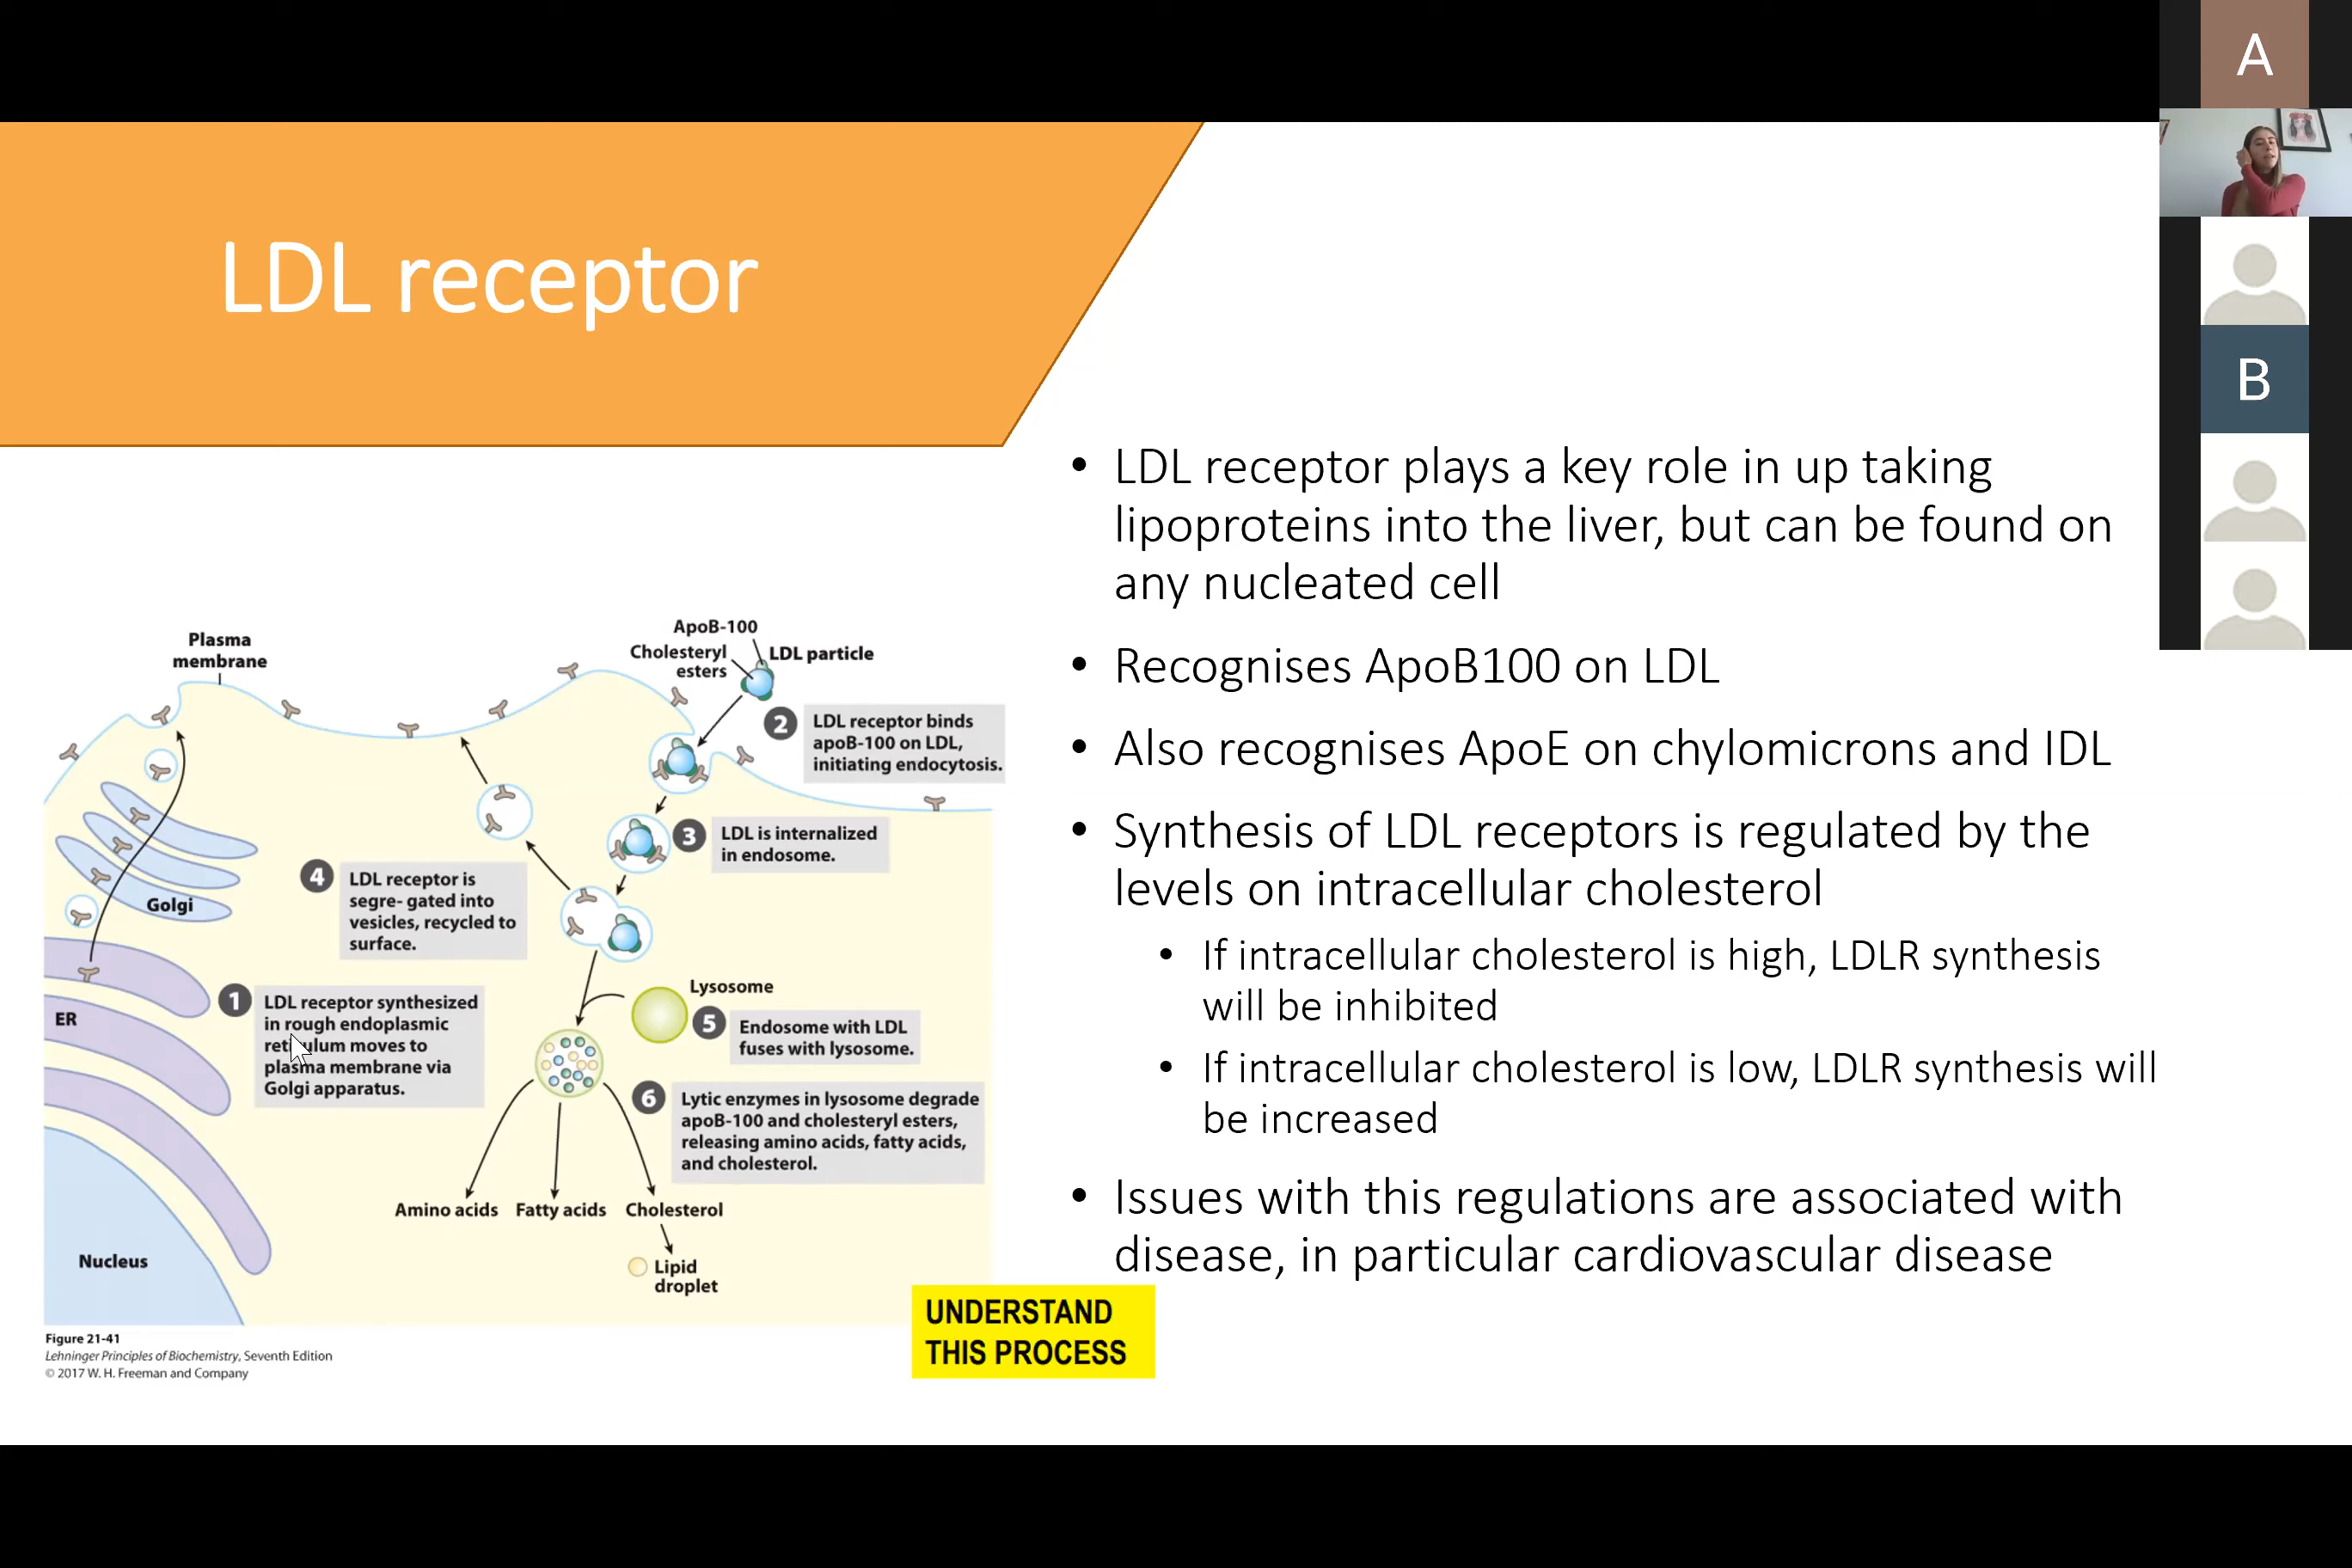 LDL receptor
• LDL receptor plays a key role in up taking
lipoproteins into the liver, but can be found on
any nucleated cell
• Recognises ApoB100 on LDL
• Also recognises ApoE on chylomicrons and IDL
• Synthesis of LDL receptors is regulated by the
levels on intracellular cholesterol
• If intracellular cholesterol is high, LDLR synthesis
will be inhibited
• If intracellular cholesterol is low, LDLR synthesis will
be increased
• Issues with this regulations are associated with
disease, in particular cardiovascular disease
Plasma
membrane
ApoB-100
Cholesteryl
esters
LDL particle
2
LDL receptor binds
apoB-100 on LDL,
initiating endocytosis.
3
LDL is internalized
in endosome.
4
LDL receptor is
segre- gated into
vesicles, recycled to
surface.
Golgi
ER
1
LDL receptor synthesized
in rough endoplasmic
reticulum moves to
plasma membrane via
Golgi apparatus.
Lysosome
5
Endosome with LDL
fuses with lysosome.
6
Lytic enzymes in lysosome degrade
apoB-100 and cholesteryl esters,
releasing amino acids, fatty acids,
and cholesterol.
Amino acids
Fatty acids
Cholesterol
Lipid
droplet
Nucleus
UNDERSTAND
THIS PROCESS
Figure 21-41
Lehninger Principles of Biochemistry, Seventh Edition
© 2017 W. H. Freeman and Company
A
B